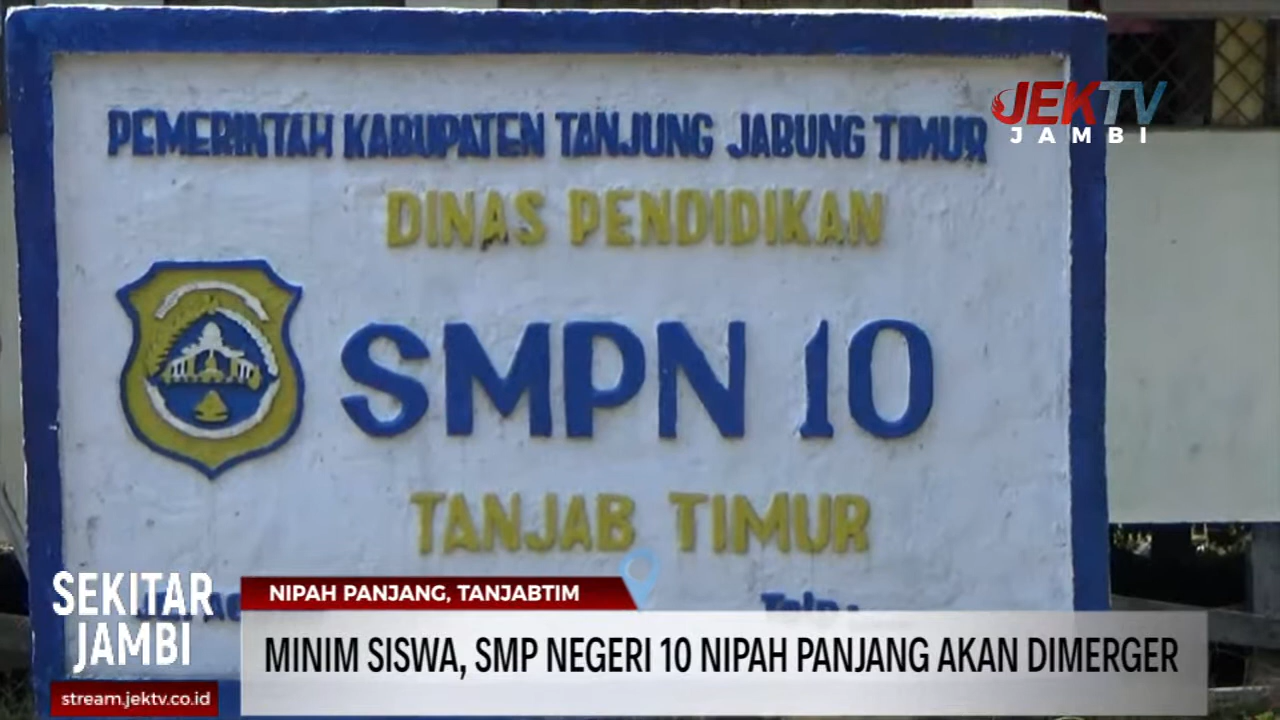 PEMERINTAH KABUPATEN TANJUNG JABUNG TIMUR
DINAS PENDIDIKAN
SMPN 10
TANJAB TIMUR
Telp.
JEKTV
JAMBI
SEKITAR
JAMBI
stream.jektv.co.id
NIPAH PANJANG, TANJABTIM
MINIM SISWA, SMP NEGERI 10 NIPAH PANJANG AKAN DIMERGER